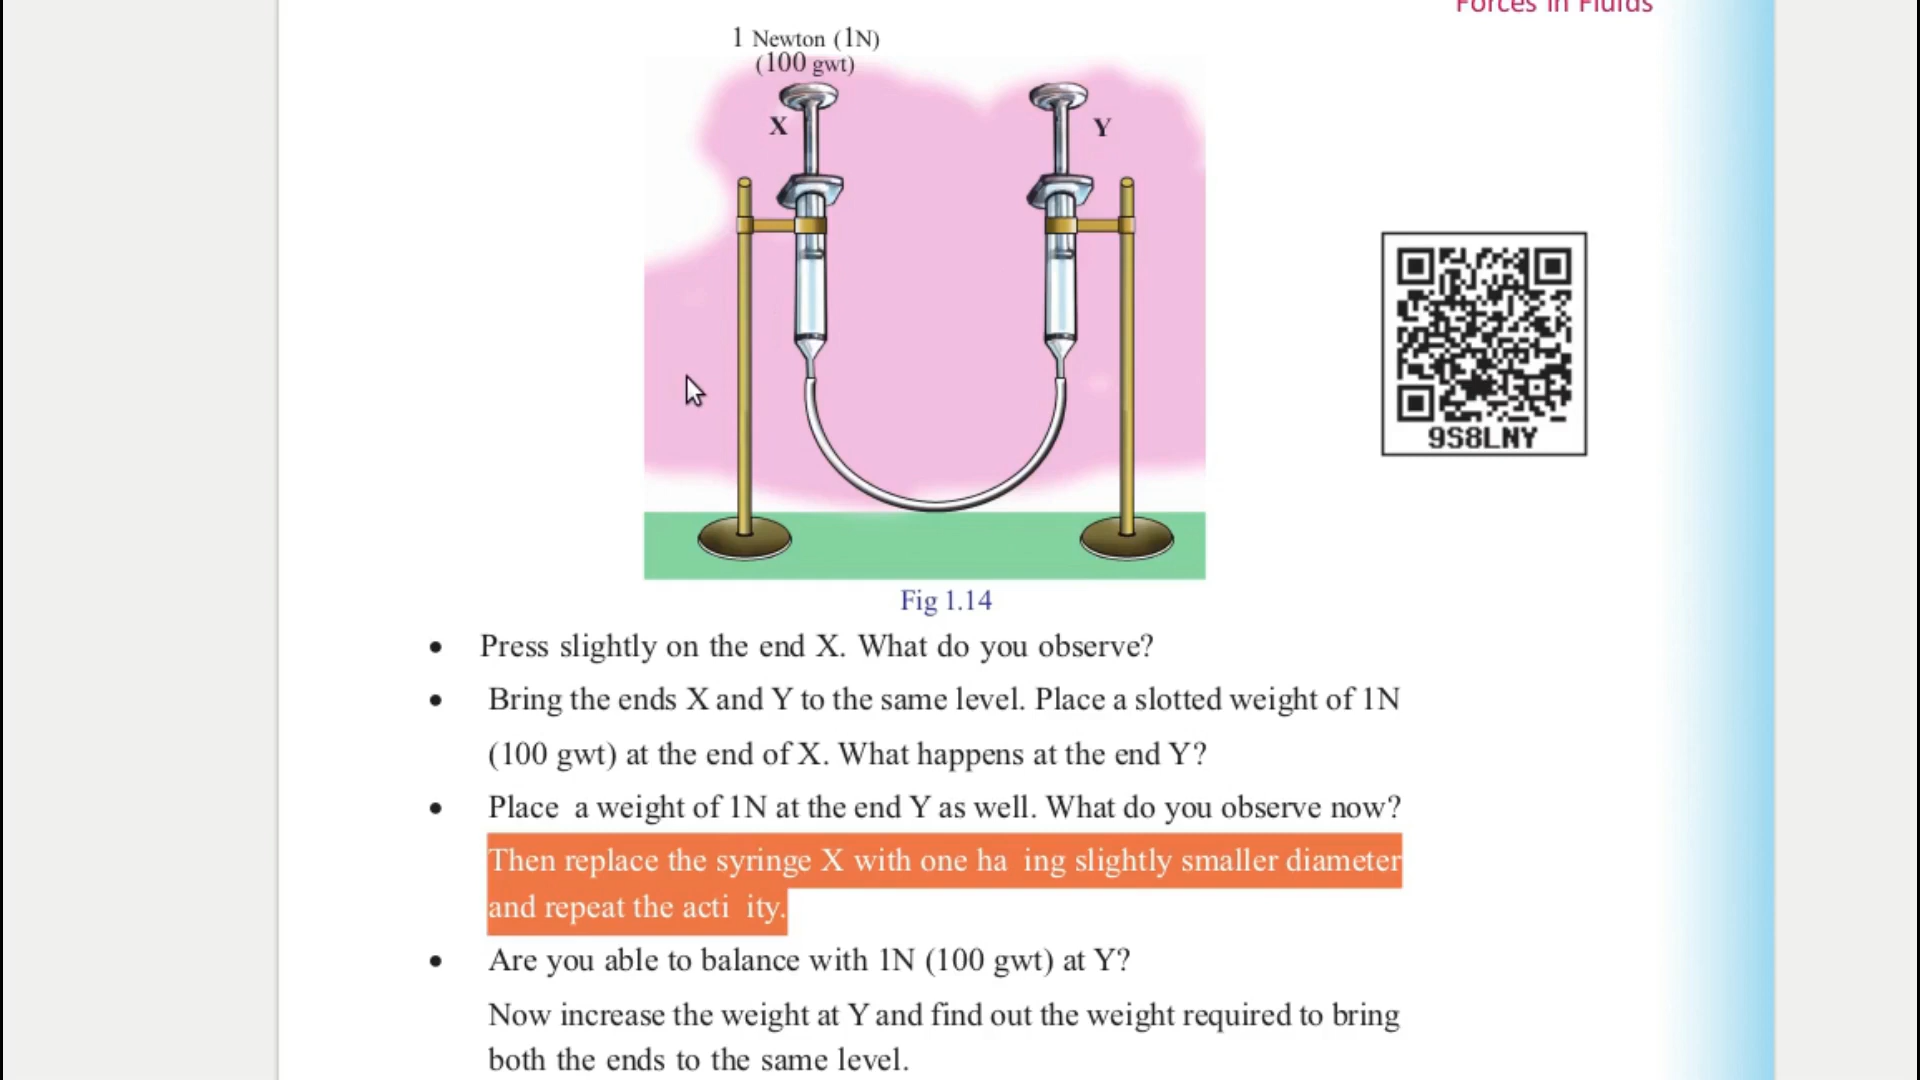 Forces in Fluids
1 Newton (1N)
(100 gwt)
X
Y
9S8LNY
Fig 1.14
• Press slightly on the end X. What do you observe?
• Bring the ends X and Y to the same level. Place a slotted weight of 1N
(100 gwt) at the end of X. What happens at the end Y?
• Place a weight of 1N at the end Y as well. What do you observe now?
Then replace the syringe X with one ha ing slightly smaller diameter
and repeat the acti ity.
• Are you able to balance with 1N (100 gwt) at Y?
Now increase the weight at Y and find out the weight required to bring
both the ends to the same level.